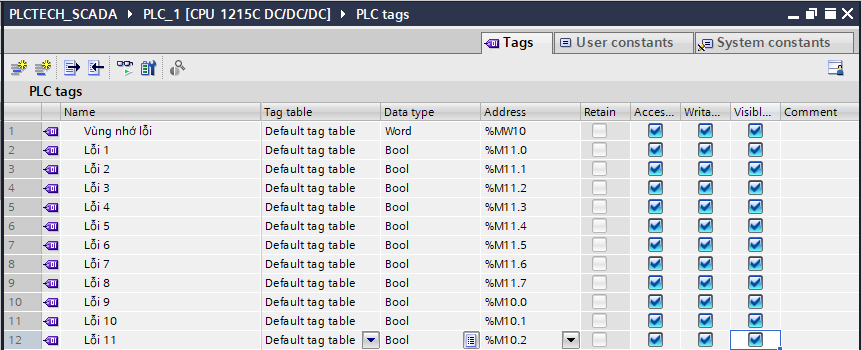 PLCTECH_SCADA ▸ PLC_1 [CPU 1215C DC/DC/DC] ▸ PLC tags
Tags User constants System constants
PLC tags
Name Tag table Data type Address Retain Acces... Writa... Visibl... Comment
1 Vùng nhớ lỗi Default tag table Word %MW10
2 Lỗi 1 Default tag table Bool %M11.0
3 Lỗi 2 Default tag table Bool %M11.1
4 Lỗi 3 Default tag table Bool %M11.2
5 Lỗi 4 Default tag table Bool %M11.3
6 Lỗi 5 Default tag table Bool %M11.4
7 Lỗi 6 Default tag table Bool %M11.5
8 Lỗi 7 Default tag table Bool %M11.6
9 Lỗi 8 Default tag table Bool %M11.7
10 Lỗi 9 Default tag table Bool %M10.0
11 Lỗi 10 Default tag table Bool %M10.1
12 Lỗi 11 Default tag table Bool %M10.2